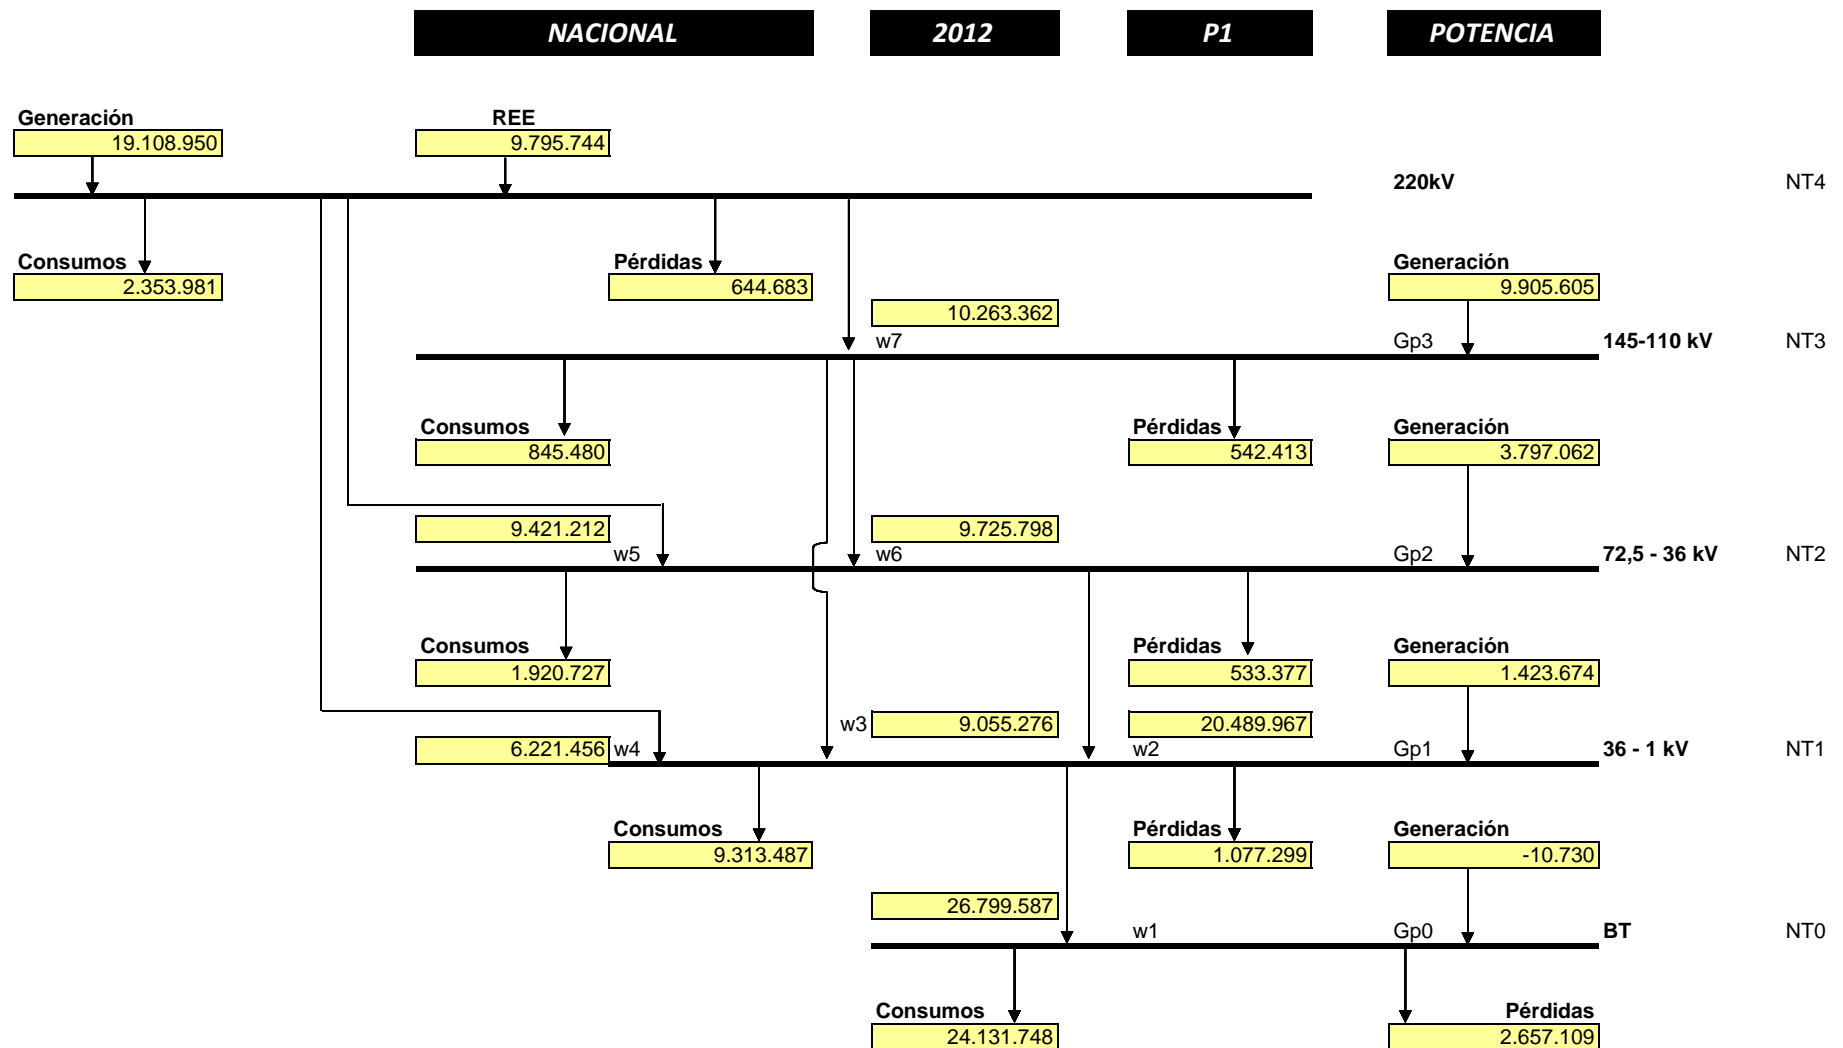 NACIONAL 2012 P1 POTENCIA
Generación REE
19.108.950 9.795.744
220kV NT4
Consumos Pérdidas Generación
2.353.981 644.683 9.905.605
10.263.362
w7 Gp3 145-110 kV NT3
Consumos Pérdidas Generación
845.480 542.413 3.797.062
9.421.212 9.725.798
w5 w6 Gp2 72,5 - 36 kV NT2
Consumos Pérdidas Generación
1.920.727 533.377 1.423.674
w3 9.055.276 20.489.967
6.221.456 w4 w2 Gp1 36 - 1 kV NT1
Consumos Pérdidas Generación
9.313.487 1.077.299 -10.730
26.799.587
w1 Gp0 BT NT0
Consumos Pérdidas
24.131.748 2.657.109